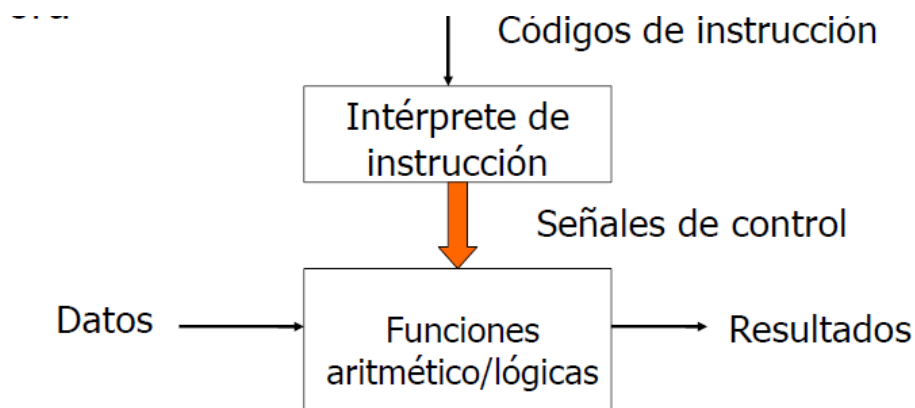 Códigos de instrucción
Intérprete de
instrucción
Señales de control
Datos
Funciones
aritmético/lógicas
Resultados